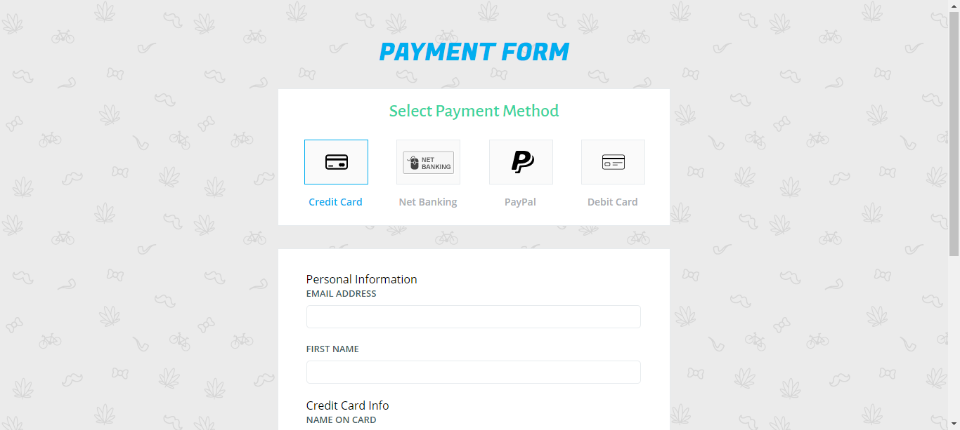 PAYMENT FORM
Select Payment Method
NET
BANKING
Credit Card
Net Banking
PayPal
Debit Card
Personal Information
EMAIL ADDRESS
FIRST NAME
Credit Card Info
NAME ON CARD